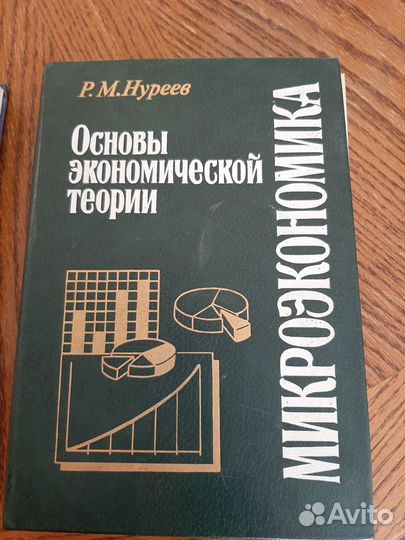 Р. М. Нуреев
Основы
экономической
теории
МИКРОЭКОНОМИКА
Avito